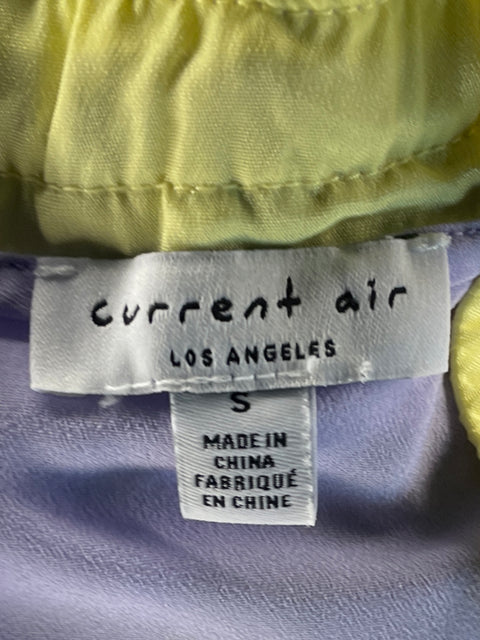 current air
LOS ANGELES
S
MADE IN
CHINA
FABRIQUÉ
EN CHINE